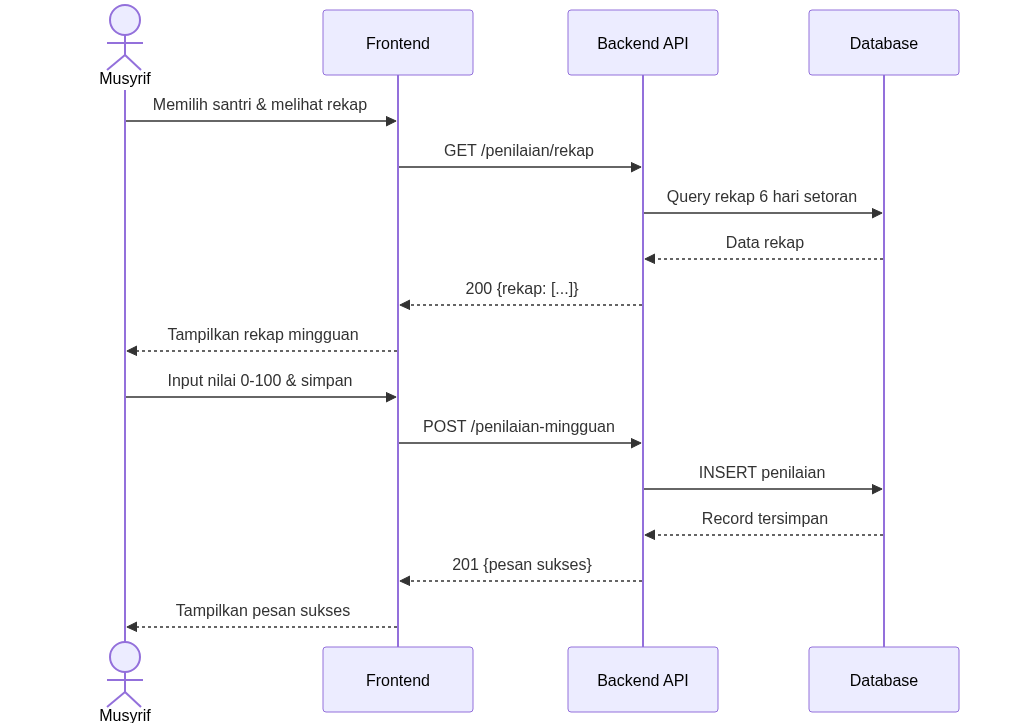 Musyrif
Frontend
Backend API
Database
Memilih santri & melihat rekap
GET /penilaian/rekap
Query rekap 6 hari setoran
Data rekap
200 {rekap: [...]}
Tampilkan rekap mingguan
Input nilai 0-100 & simpan
POST /penilaian-mingguan
INSERT penilaian
Record tersimpan
201 {pesan sukses}
Tampilkan pesan sukses
Musyrif
Frontend
Backend API
Database